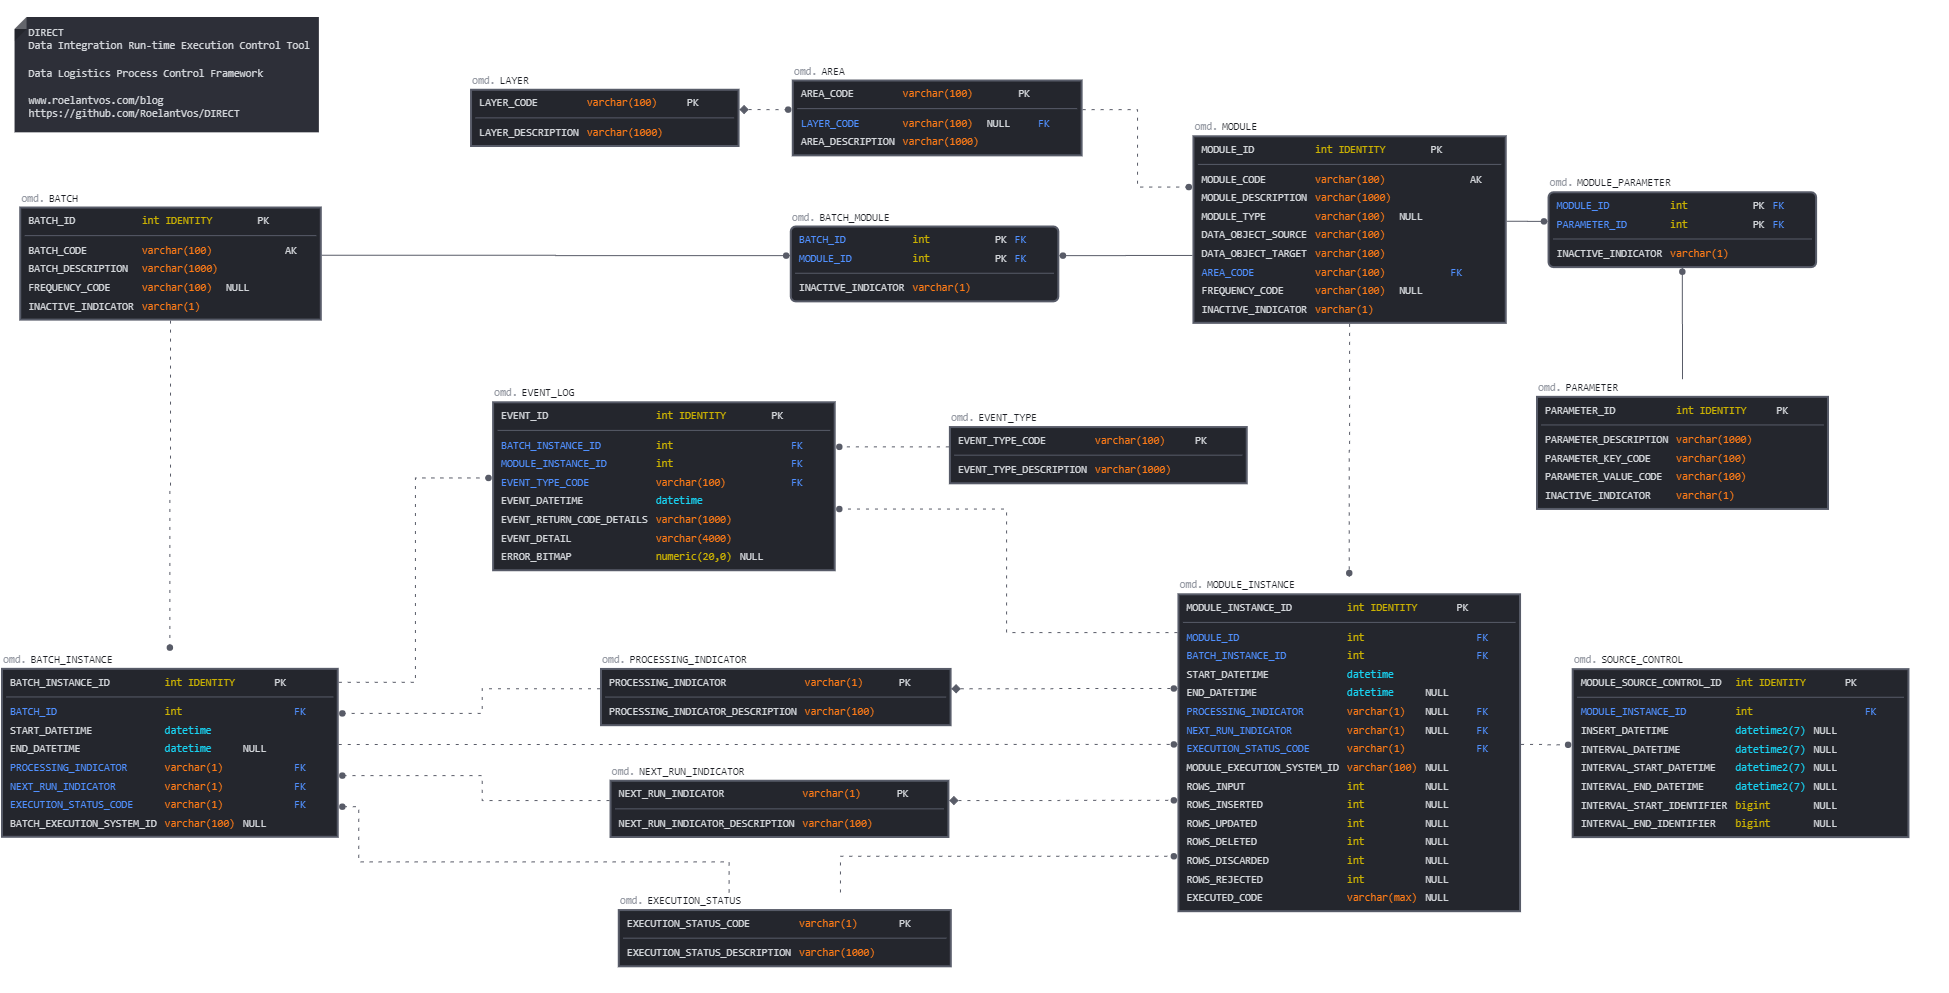 DIRECT
Data Integration Run-time Execution Control Tool
Data Logistics Process Control Framework
www.roelantvos.com/blog
https://github.com/RoelantVos/DIRECT
omd. LAYER
LAYER_CODE varchar(100) PK
LAYER_DESCRIPTION varchar(1000)
omd. AREA
AREA_CODE varchar(100) PK
LAYER_CODE varchar(100) NULL FK
AREA_DESCRIPTION varchar(1000)
omd. MODULE
MODULE_ID int IDENTITY PK
MODULE_CODE varchar(100) AK
MODULE_DESCRIPTION varchar(1000)
MODULE_TYPE varchar(100) NULL
DATA_OBJECT_SOURCE varchar(100)
DATA_OBJECT_TARGET varchar(100)
AREA_CODE varchar(100) FK
FREQUENCY_CODE varchar(100) NULL
INACTIVE_INDICATOR varchar(1)
omd. MODULE_PARAMETER
MODULE_ID int PK FK
PARAMETER_ID int PK FK
INACTIVE_INDICATOR varchar(1)
omd. BATCH
BATCH_ID int IDENTITY PK
BATCH_CODE varchar(100) AK
BATCH_DESCRIPTION varchar(1000)
FREQUENCY_CODE varchar(100) NULL
INACTIVE_INDICATOR varchar(1)
omd. BATCH_MODULE
BATCH_ID int PK FK
MODULE_ID int PK FK
INACTIVE_INDICATOR varchar(1)
omd. EVENT_LOG
EVENT_ID int IDENTITY PK
BATCH_INSTANCE_ID int FK
MODULE_INSTANCE_ID int FK
EVENT_TYPE_CODE varchar(100) FK
EVENT_DATETIME datetime
EVENT_RETURN_CODE_DETAILS varchar(1000)
EVENT_DETAIL varchar(4000)
ERROR_BITMAP numeric(20,0) NULL
omd. EVENT_TYPE
EVENT_TYPE_CODE varchar(100) PK
EVENT_TYPE_DESCRIPTION varchar(1000)
omd. PARAMETER
PARAMETER_ID int IDENTITY PK
PARAMETER_DESCRIPTION varchar(1000)
PARAMETER_KEY_CODE varchar(100)
PARAMETER_VALUE_CODE varchar(100)
INACTIVE_INDICATOR varchar(1)
omd. BATCH_INSTANCE
BATCH_INSTANCE_ID int IDENTITY PK
BATCH_ID int FK
START_DATETIME datetime
END_DATETIME datetime NULL
PROCESSING_INDICATOR varchar(1) FK
NEXT_RUN_INDICATOR varchar(1) FK
EXECUTION_STATUS_CODE varchar(1) FK
BATCH_EXECUTION_SYSTEM_ID varchar(100) NULL
omd. PROCESSING_INDICATOR
PROCESSING_INDICATOR varchar(1) PK
PROCESSING_INDICATOR_DESCRIPTION varchar(100)
omd. NEXT_RUN_INDICATOR
NEXT_RUN_INDICATOR varchar(1) PK
NEXT_RUN_INDICATOR_DESCRIPTION varchar(100)
omd. EXECUTION_STATUS
EXECUTION_STATUS_CODE varchar(1) PK
EXECUTION_STATUS_DESCRIPTION varchar(1000)
omd. MODULE_INSTANCE
MODULE_INSTANCE_ID int IDENTITY PK
MODULE_ID int FK
BATCH_INSTANCE_ID int FK
START_DATETIME datetime
END_DATETIME datetime NULL
PROCESSING_INDICATOR varchar(1) NULL FK
NEXT_RUN_INDICATOR varchar(1) NULL FK
EXECUTION_STATUS_CODE varchar(1) FK
MODULE_EXECUTION_SYSTEM_ID varchar(100) NULL
ROWS_INPUT int NULL
ROWS_INSERTED int NULL
ROWS_UPDATED int NULL
ROWS_DELETED int NULL
ROWS_DISCARDED int NULL
ROWS_REJECTED int NULL
EXECUTED_CODE varchar(max) NULL
omd. SOURCE_CONTROL
MODULE_SOURCE_CONTROL_ID int IDENTITY PK
MODULE_INSTANCE_ID int FK
INSERT_DATETIME datetime2(7) NULL
INTERVAL_DATETIME datetime2(7) NULL
INTERVAL_START_DATETIME datetime2(7) NULL
INTERVAL_END_DATETIME datetime2(7) NULL
INTERVAL_START_IDENTIFIER bigint NULL
INTERVAL_END_IDENTIFIER bigint NULL